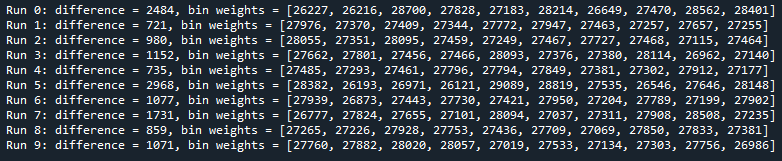 Run 0: difference = 2484, bin weights = [26227, 26216, 28700, 27828, 27183, 28214, 26649, 27470, 28562, 28401]
Run 1: difference = 721, bin weights = [27976, 27370, 27409, 27344, 27772, 27947, 27463, 27257, 27657, 27255]
Run 2: difference = 980, bin weights = [28055, 27351, 28095, 27459, 27249, 27467, 27727, 27468, 27115, 27464]
Run 3: difference = 1152, bin weights = [27662, 27801, 27456, 27466, 28093, 27376, 27380, 28114, 26962, 27140]
Run 4: difference = 735, bin weights = [27485, 27293, 27461, 27796, 27794, 27849, 27381, 27302, 27912, 27177]
Run 5: difference = 2968, bin weights = [28382, 26193, 26971, 26121, 29089, 28819, 27535, 26546, 27646, 28148]
Run 6: difference = 1077, bin weights = [27939, 26873, 27443, 27730, 27421, 27950, 27204, 27789, 27199, 27902]
Run 7: difference = 1731, bin weights = [26777, 27824, 27655, 27101, 28094, 27037, 27311, 27908, 28508, 27235]
Run 8: difference = 859, bin weights = [27265, 27226, 27928, 27753, 27436, 27709, 27069, 27850, 27833, 27381]
Run 9: difference = 1071, bin weights = [27760, 27882, 28020, 28057, 27019, 27533, 27134, 27303, 27756, 26986]